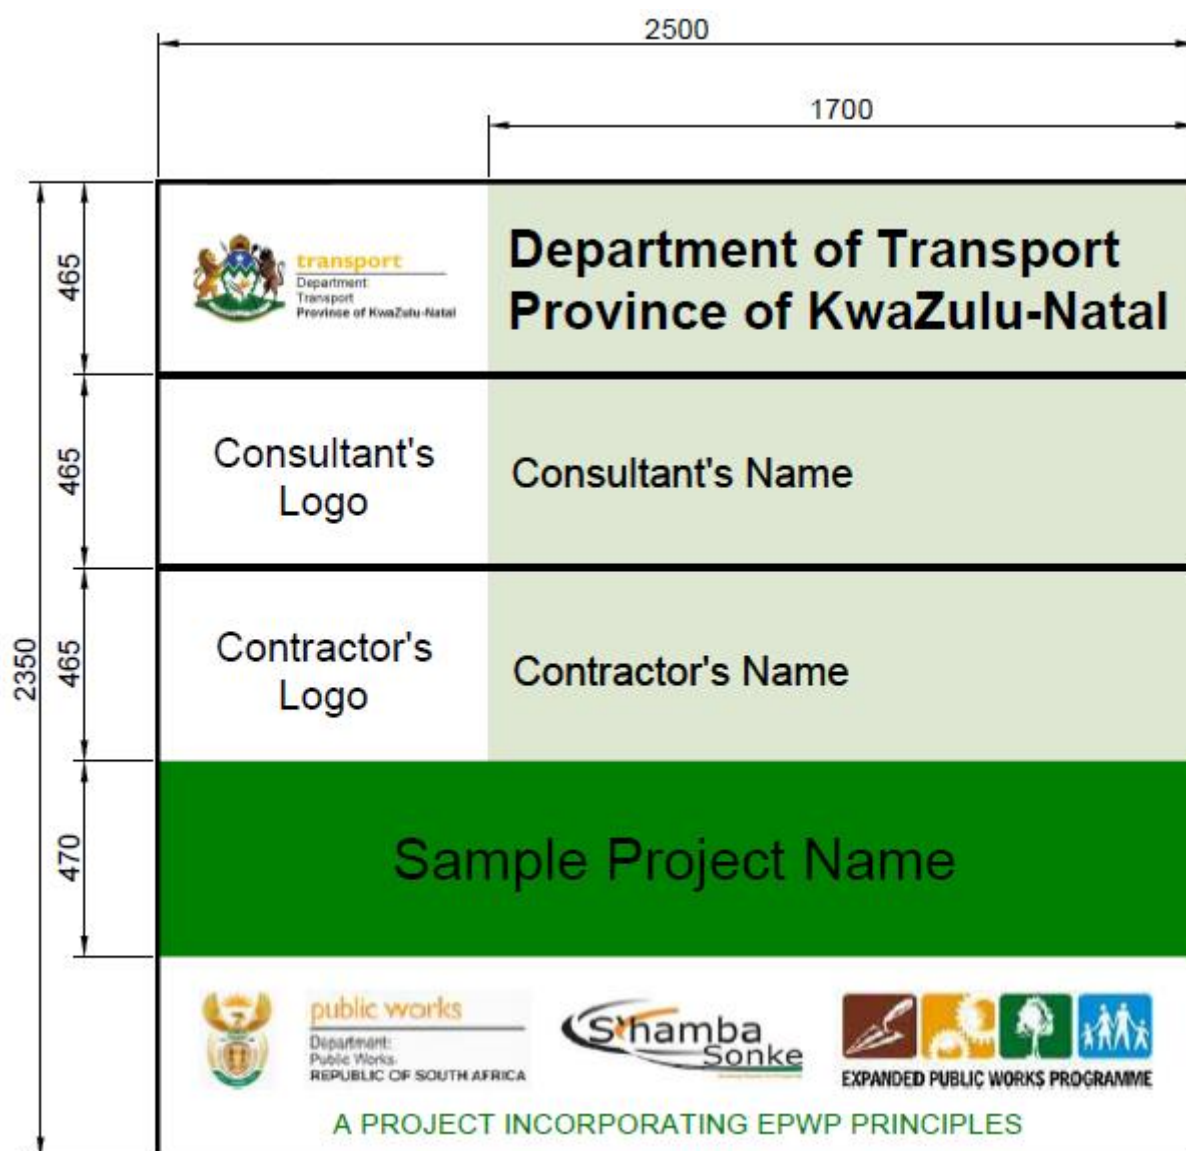 2500
1700
465
transport
Department:
Transport
Province of KwaZulu-Natal
Department of Transport
Province of KwaZulu-Natal
465
Consultant's
Logo
Consultant's Name
2350
465
Contractor's
Logo
Contractor's Name
470
Sample Project Name
public works
Department:
Public Works
REPUBLIC OF SOUTH AFRICA
S'hamba
Sonke
EXPANDED PUBLIC WORKS PROGRAMME
A PROJECT INCORPORATING EPWP PRINCIPLES